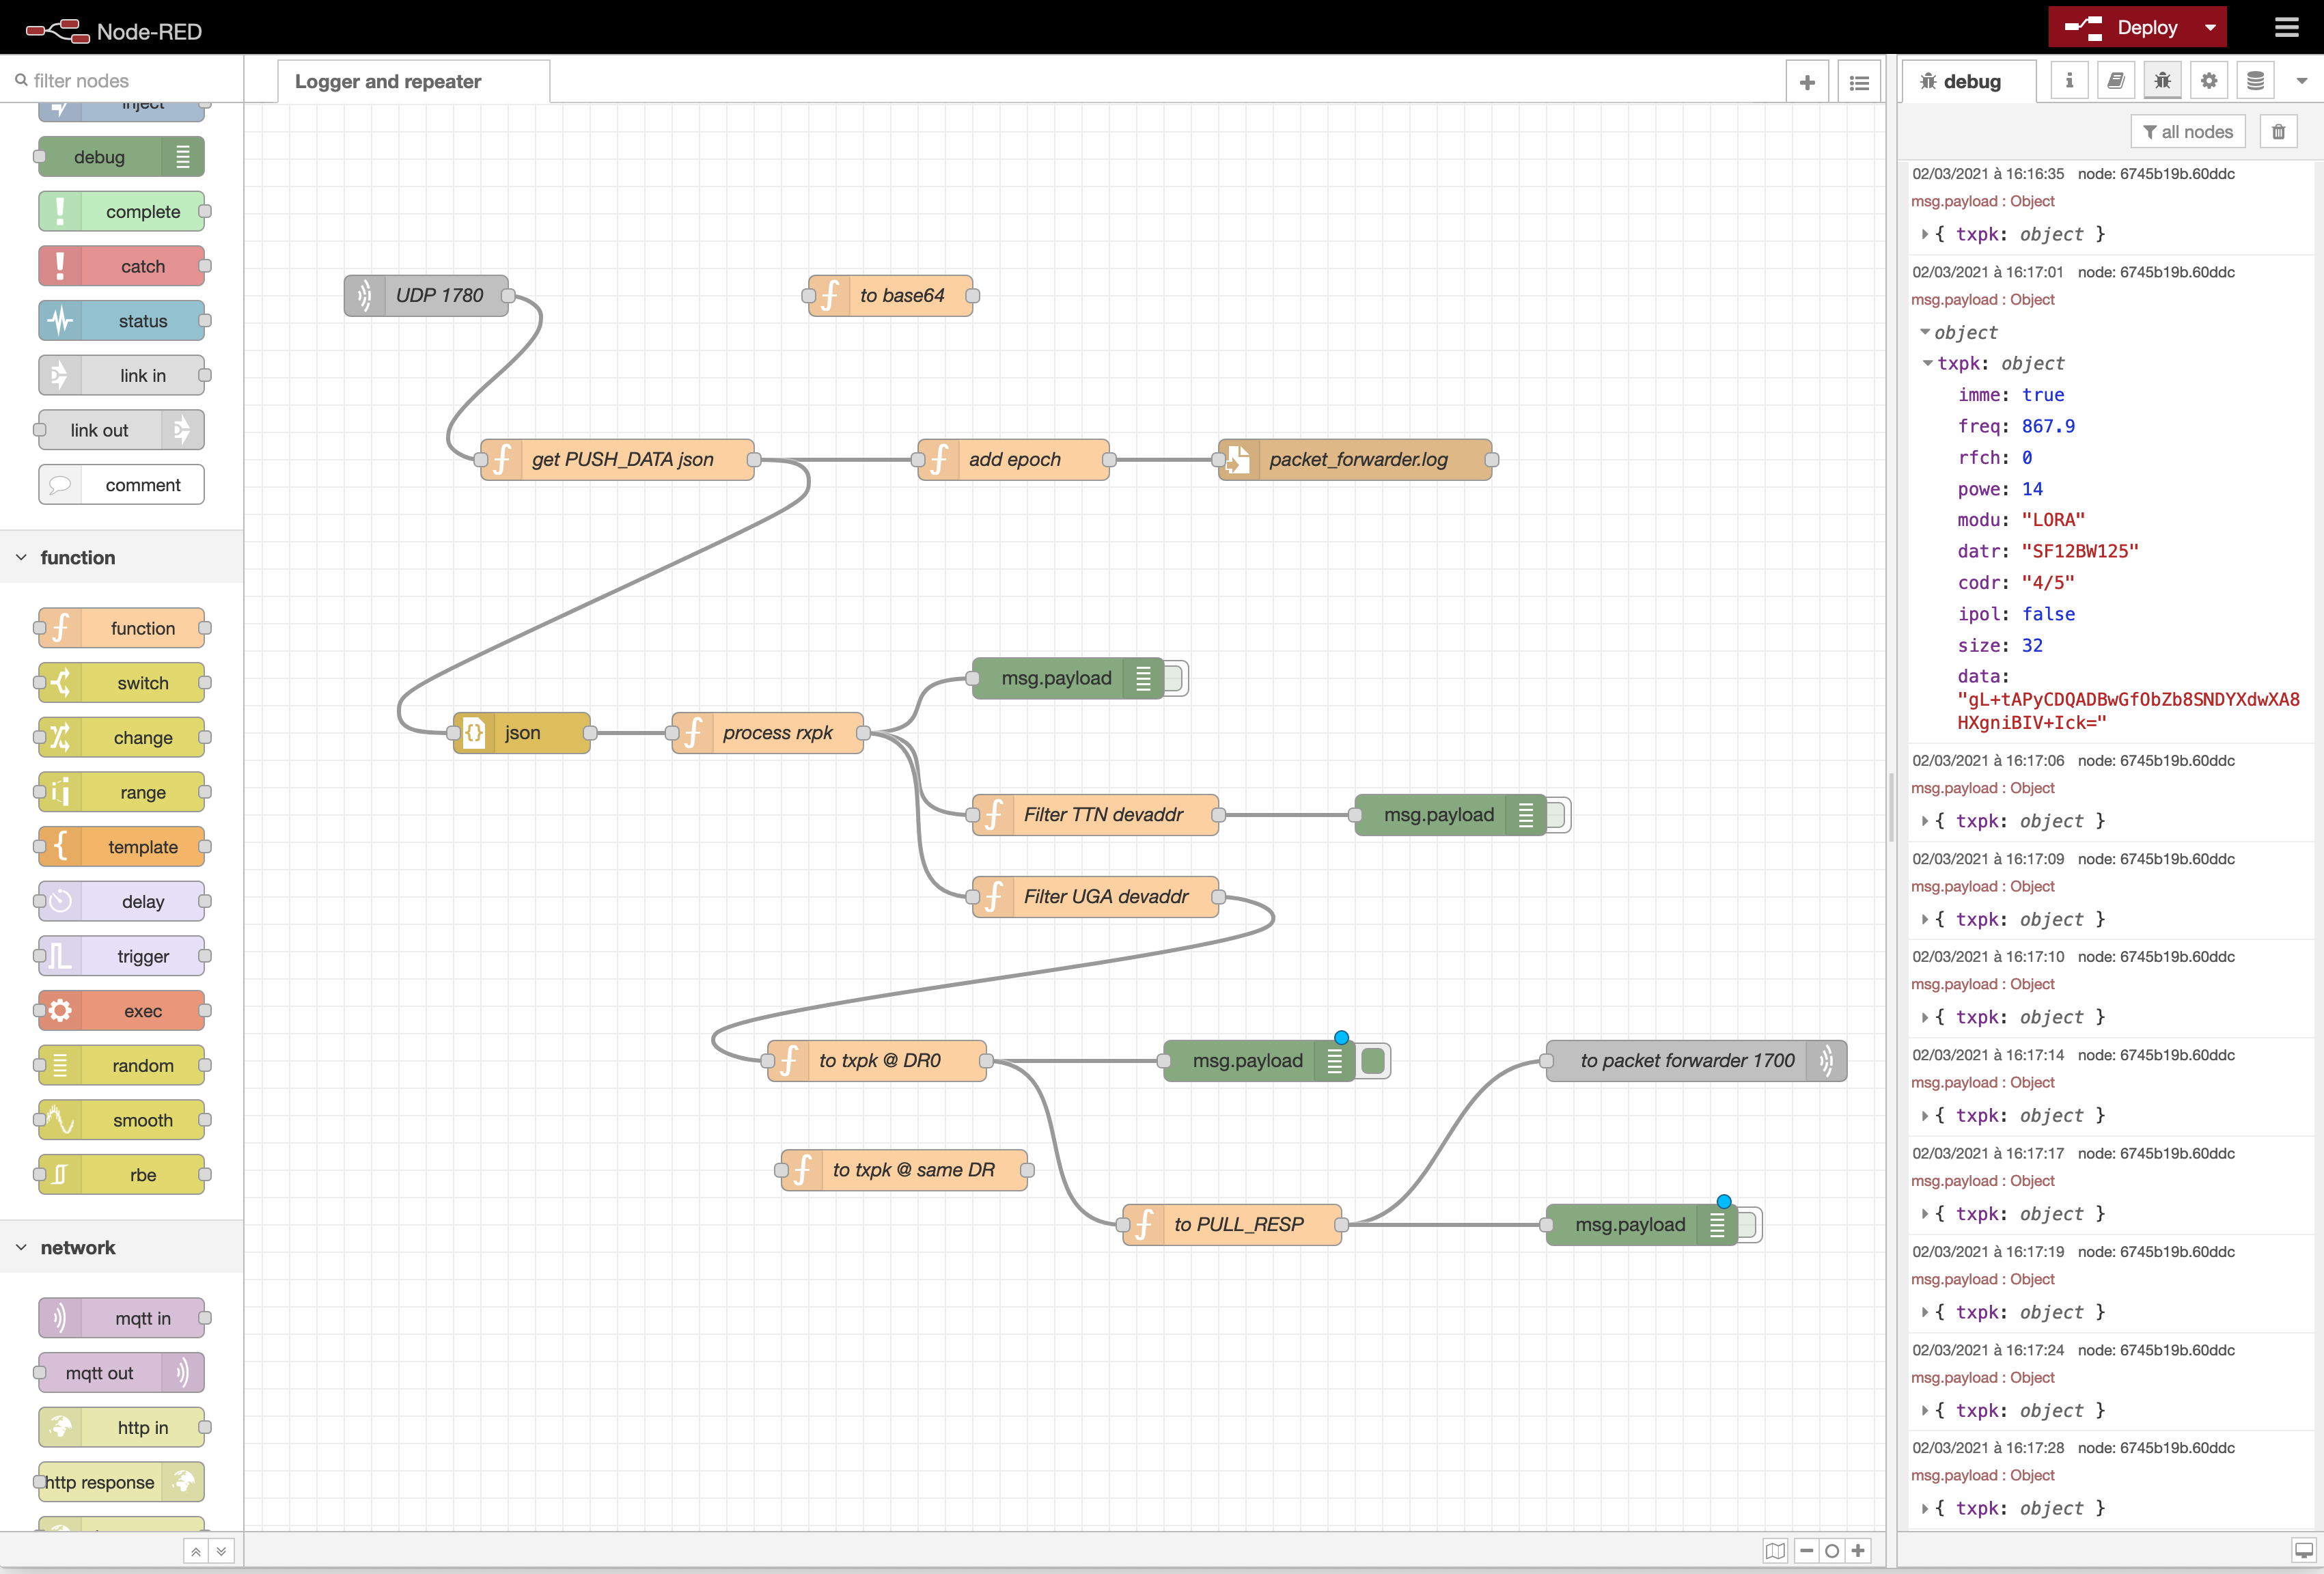 Node-RED
Deploy
filter nodes
Logger and repeater
debug
all nodes
inject
debug
complete
catch
status
link in
link out
comment
function
function
switch
change
range
template
delay
trigger
exec
random
smooth
rbe
network
mqtt in
mqtt out
http in
http response
UDP 1780
to base64
get PUSH_DATA json
add epoch
packet_forwarder.log
msg.payload
json
process rxpk
Filter TTN devaddr
msg.payload
Filter UGA devaddr
to txpk @ DR0
msg.payload
to packet forwarder 1700
to txpk @ same DR
to PULL_RESP
msg.payload
02/03/2021 à 16:16:35 node: 6745b19b.60ddc
msg.payload : Object
{ txpk: object }
02/03/2021 à 16:17:01 node: 6745b19b.60ddc
msg.payload : Object
object
txpk: object
imme: true
freq: 867.9
rfch: 0
powe: 14
modu: "LORA"
datr: "SF12BW125"
codr: "4/5"
ipol: false
size: 32
data:
"gL+tAPyCDQADBwGfObZb8SNDYXdwXA8
HXgniBIV+Ick="
02/03/2021 à 16:17:06 node: 6745b19b.60ddc
msg.payload : Object
{ txpk: object }
02/03/2021 à 16:17:09 node: 6745b19b.60ddc
msg.payload : Object
{ txpk: object }
02/03/2021 à 16:17:10 node: 6745b19b.60ddc
msg.payload : Object
{ txpk: object }
02/03/2021 à 16:17:14 node: 6745b19b.60ddc
msg.payload : Object
{ txpk: object }
02/03/2021 à 16:17:17 node: 6745b19b.60ddc
msg.payload : Object
{ txpk: object }
02/03/2021 à 16:17:19 node: 6745b19b.60ddc
msg.payload : Object
{ txpk: object }
02/03/2021 à 16:17:24 node: 6745b19b.60ddc
msg.payload : Object
{ txpk: object }
02/03/2021 à 16:17:28 node: 6745b19b.60ddc
msg.payload : Object
{ txpk: object }